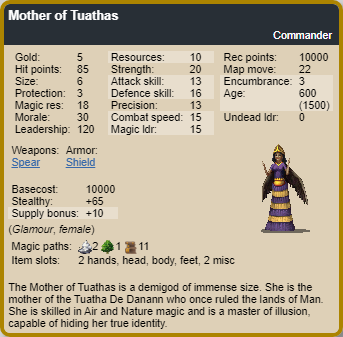 Mother of Tuathas
Commander
Gold: 5 Resources: 10 Rec points: 10000
Hit points: 85 Strength: 20 Map move: 22
Size: 6 Attack skill: 13 Encumbrance: 3
Protection: 3 Defence skill: 16 Age: 600
Magic res: 18 Precision: 13 (1500)
Morale: 30 Combat speed: 15 Undead ldr: 0
Leadership: 120 Magic ldr: 15
Weapons: Armor:
Spear Shield
Basecost: 10000
Stealthy: +65
Supply bonus: +10
(Glamour, female)
Magic paths: 2 1 11
Item slots: 2 hands, head, body, feet, 2 misc
The Mother of Tuathas is a demigod of immense size. She is the
mother of the Tuatha De Danann who once ruled the lands of Man.
She is skilled in Air and Nature magic and is a master of illusion,
capable of hiding her true identity.